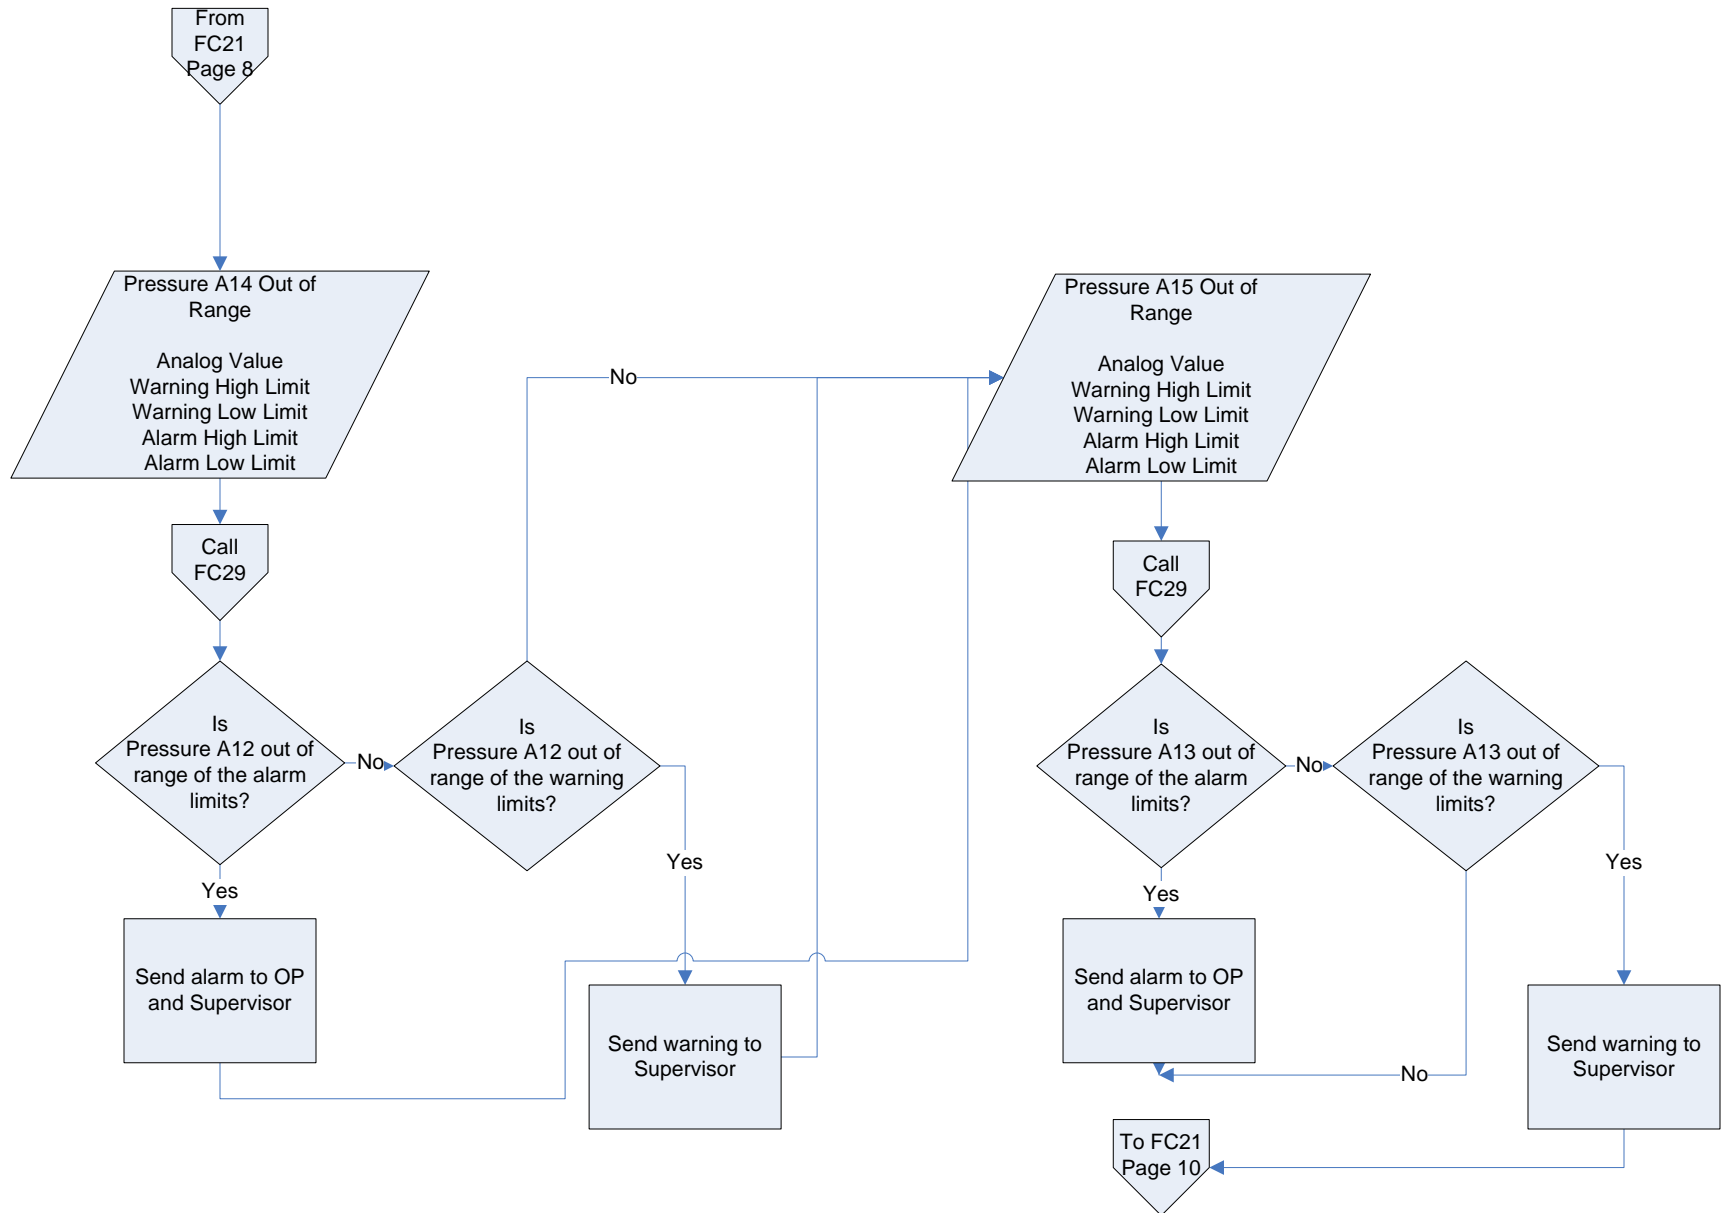 From
FC21
Page 8
Pressure A14 Out of
Range
Analog Value
Warning High Limit
Warning Low Limit
Alarm High Limit
Alarm Low Limit
Call
FC29
Is
Pressure A12 out of
range of the alarm
limits?
No
Is
Pressure A12 out of
range of the warning
limits?
No
Yes
Yes
Send alarm to OP
and Supervisor
Send warning to
Supervisor
Pressure A15 Out of
Range
Analog Value
Warning High Limit
Warning Low Limit
Alarm High Limit
Alarm Low Limit
Call
FC29
Is
Pressure A13 out of
range of the alarm
limits?
No
Is
Pressure A13 out of
range of the warning
limits?
Yes
Yes
Send alarm to OP
and Supervisor
No
Send warning to
Supervisor
To FC21
Page 10